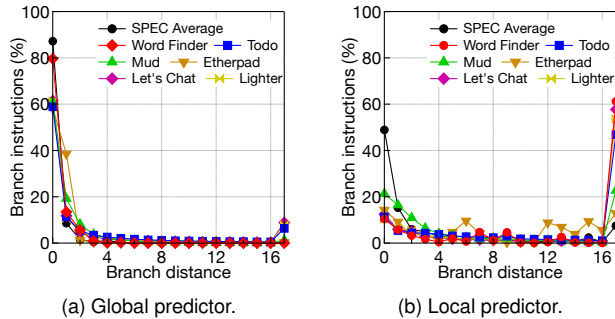 Branch instructions (%)
100
80
60
40
20
0
SPEC Average
Word Finder
Todo
Mud
Etherpad
Let's Chat
Lighter
0 4 8 12 16
Branch distance
(a) Global predictor.
Branch instructions (%)
100
80
60
40
20
0
SPEC Average
Word Finder
Todo
Mud
Etherpad
Let's Chat
Lighter
0 4 8 12 16
Branch distance
(b) Local predictor.